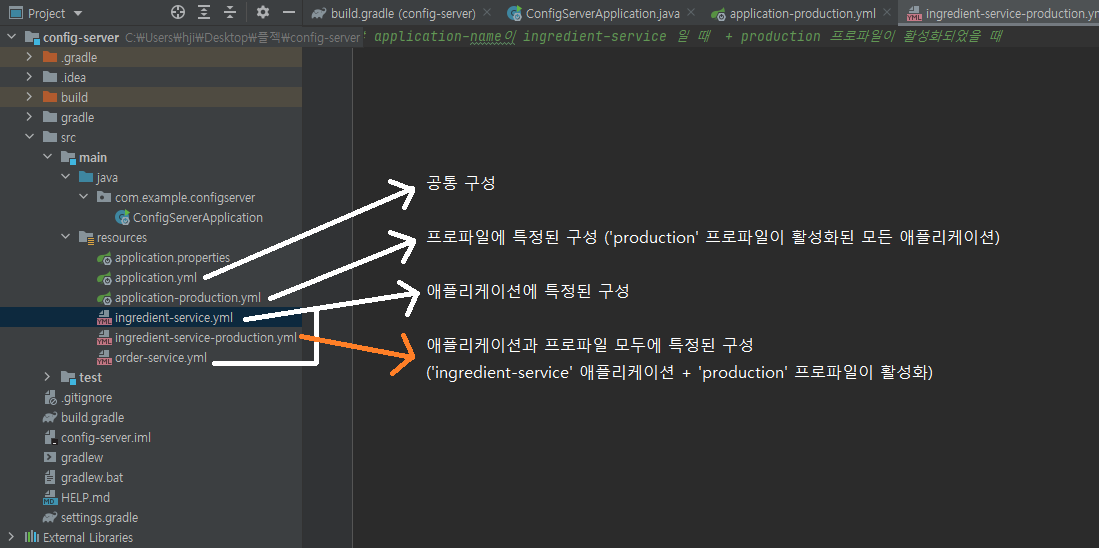 Project
build.gradle (config-server)
ConfigServerApplication.java
application-production.yml
ingredient-service-production.yml
config-server C:₩Users₩hji₩Desktop₩플젝₩config-server
application-name이 ingredient-service 일 때 + production 프로파일이 활성화되었을 때
.gradle
.idea
build
gradle
src
main
java
com.example.configserver
ConfigServerApplication
resources
application.properties
application.yml
application-production.yml
ingredient-service.yml
ingredient-service-production.yml
order-service.yml
test
.gitignore
build.gradle
config-server.iml
gradlew
gradlew.bat
HELP.md
settings.gradle
External Libraries
공통 구성
프로파일에 특정된 구성 ('production' 프로파일이 활성화된 모든 애플리케이션)
애플리케이션에 특정된 구성
애플리케이션과 프로파일 모두에 특정된 구성
('ingredient-service' 애플리케이션 + 'production' 프로파일이 활성화)